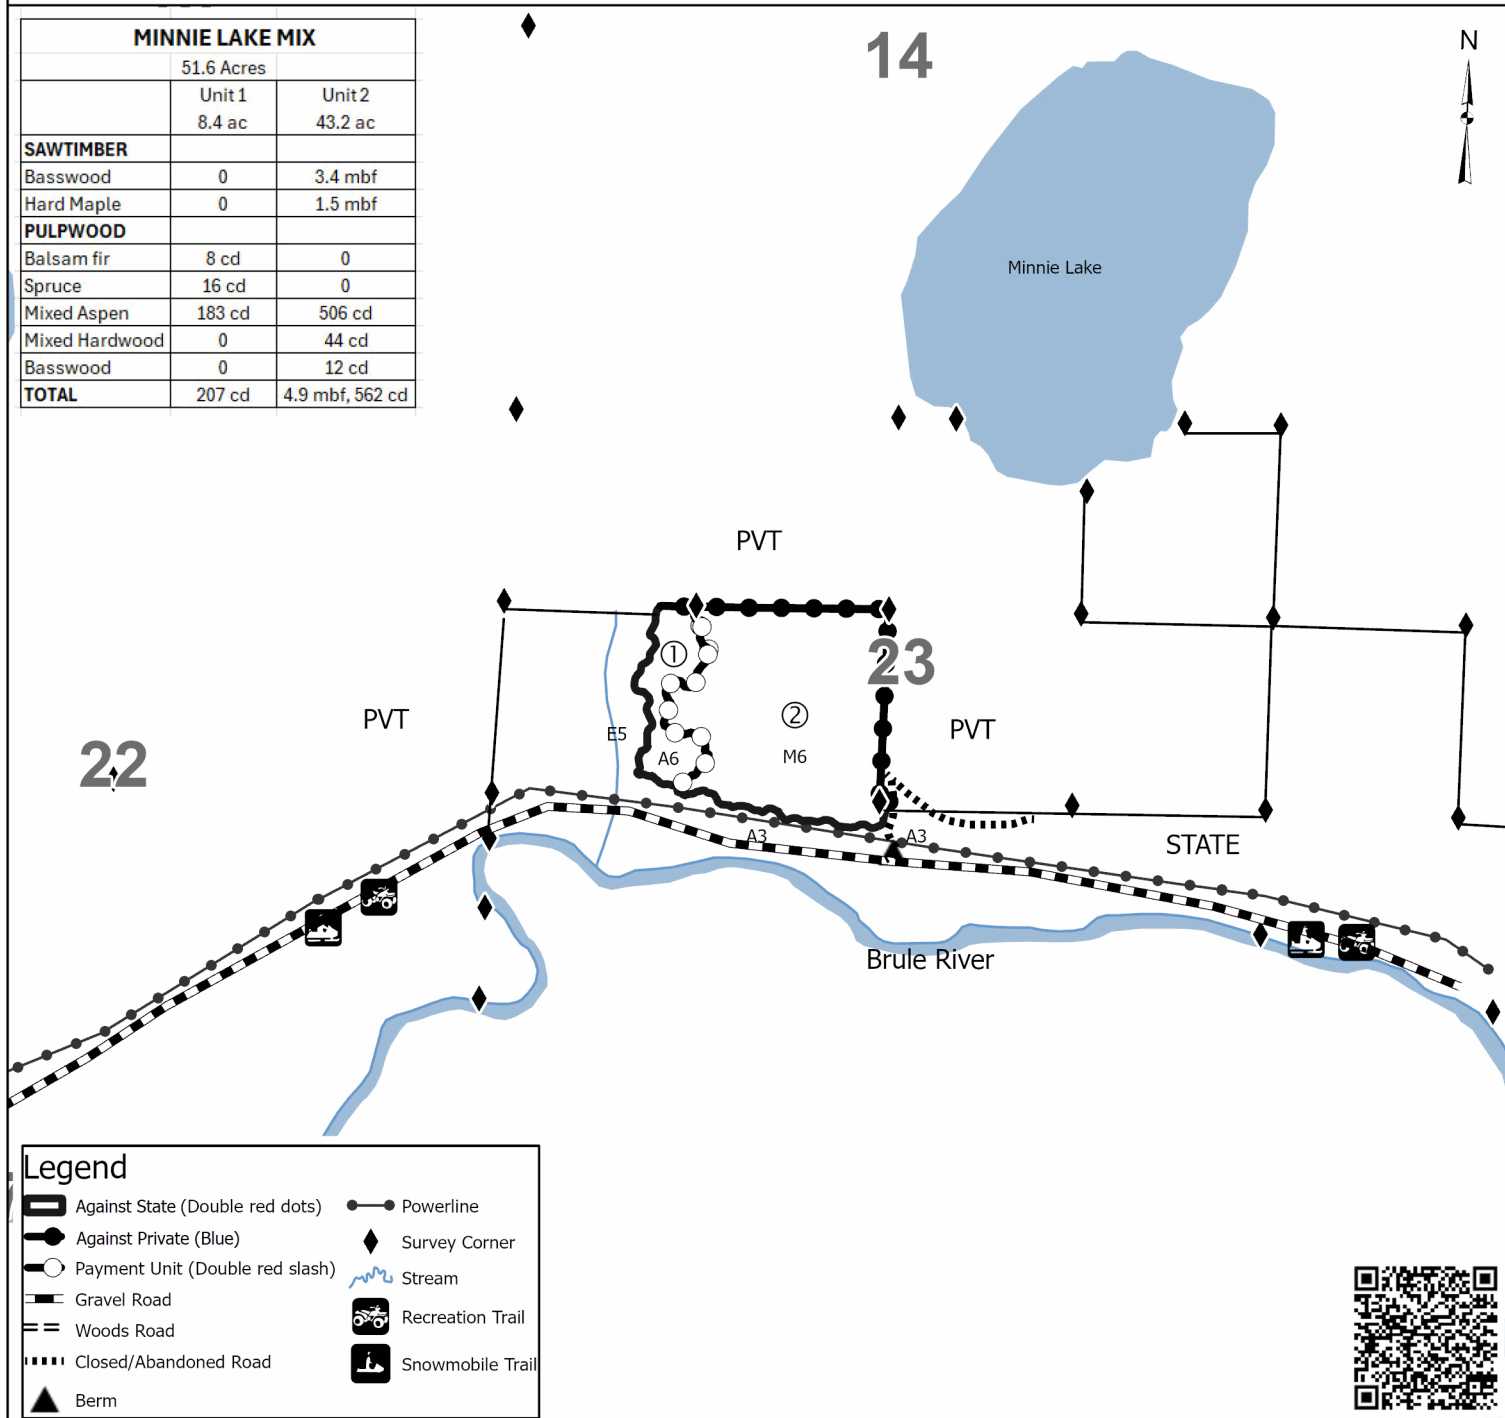 MINNIE LAKE MIX
51.6 Acres
Unit 1 Unit 2
8.4 ac 43.2 ac
SAWTIMBER
Basswood 0 3.4 mbf
Hard Maple 0 1.5 mbf
PULPWOOD
Balsam fir 8 cd 0
Spruce 16 cd 0
Mixed Aspen 183 cd 506 cd
Mixed Hardwood 0 44 cd
Basswood 0 12 cd
TOTAL 207 cd 4.9 mbf, 562 cd
14
N
Minnie Lake
PVT
1
23
2
PVT
PVT
E5
A6
M6
22
A3
A3
STATE
Brule River
Legend
Against State (Double red dots)
Against Private (Blue)
Payment Unit (Double red slash)
Gravel Road
Woods Road
Closed/Abandoned Road
Berm
Powerline
Survey Corner
Stream
Recreation Trail
Snowmobile Trail